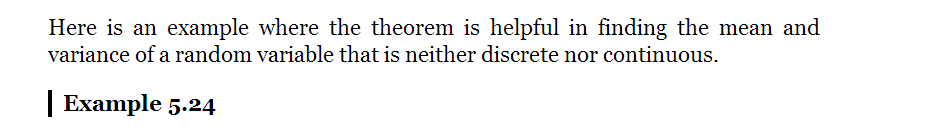 Here is an example where the theorem is helpful in finding the mean and
variance of a random variable that is neither discrete nor continuous.
Example 5.24